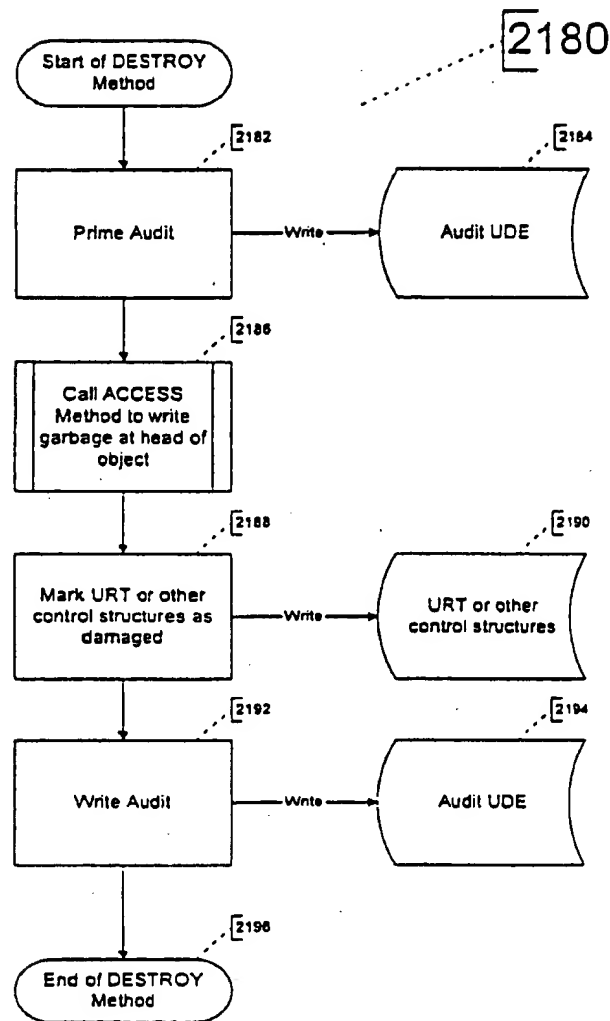 2180
Start of DESTROY
Method
2182
2184
Prime Audit
Write
Audit UDE
2186
Call ACCESS
Method to write
garbage at head of
object
2188
2190
Mark URT or other
control structures as
damaged
Write
URT or other
control structures
2192
2194
Write Audit
Write
Audit UDE
2196
End of DESTROY
Method